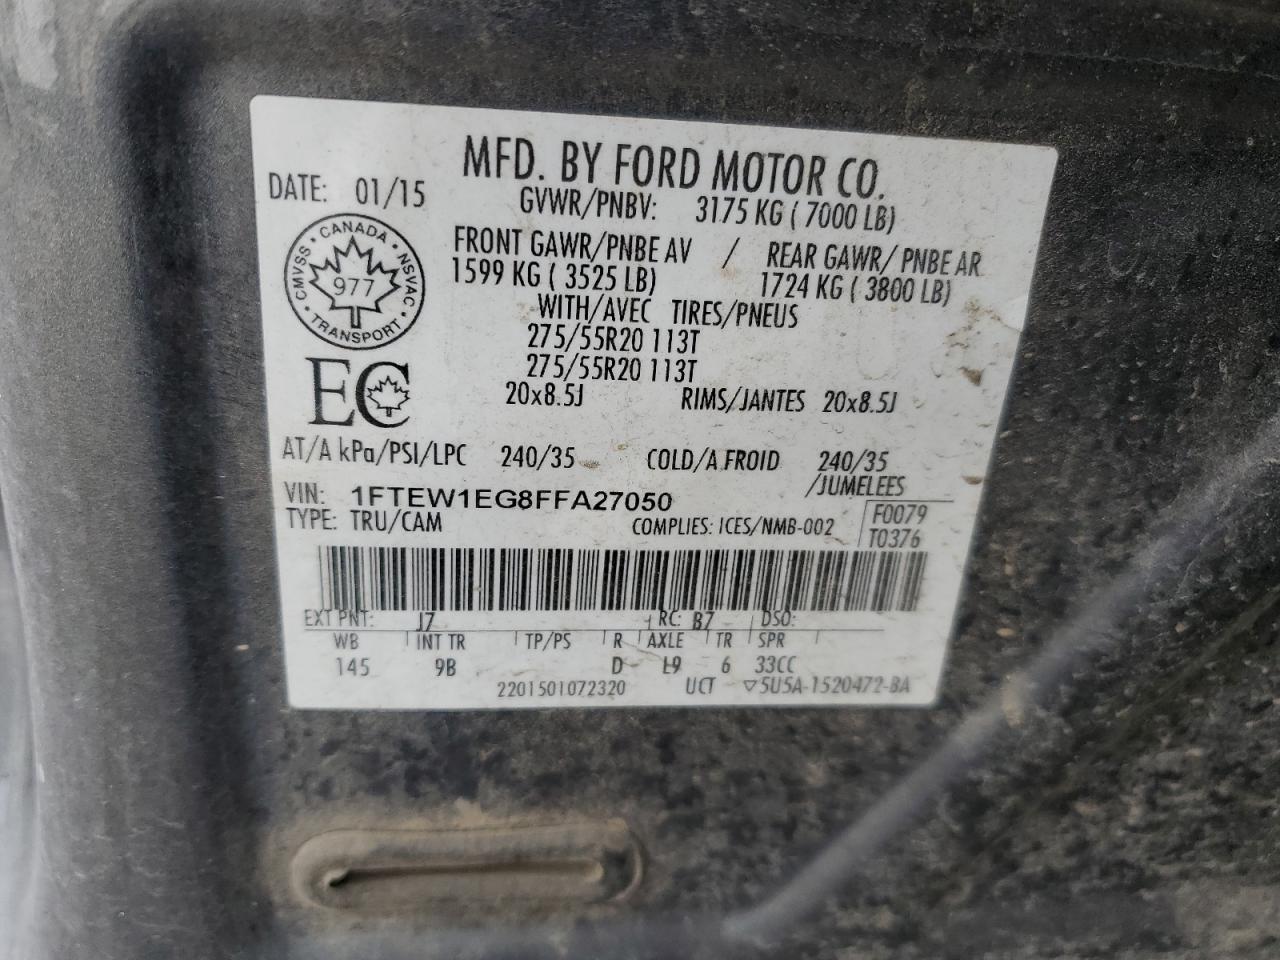 MFD. BY FORD MOTOR CO.
DATE: 01/15
GVWR/PNBV: 3175 KG ( 7000 LB)
CMVSS · CANADA · NSVAC · TRANSPORT ·
977
FRONT GAWR/PNBE AV / REAR GAWR/ PNBE AR
1599 KG ( 3525 LB) 1724 KG ( 3800 LB)
WITH/AVEC TIRES/PNEUS
275/55R20 113T
275/55R20 113T
EC
20x8.5J RIMS/JANTES 20x8.5J
AT/A kPa/PSI/LPC 240/35 COLD/A FROID 240/35
/JUMELEES
VIN: 1FTEW1EG8FFA27050
TYPE: TRU/CAM COMPLIES: ICES/NMB-002
F0079
T0376
EXT PNT: J7 RC: B7 DSO:
WB INT TR TP/PS R AXLE TR SPR
145 9B D L9 6 33CC
2201501072320 UCT ▽5U5A-1520472-BA